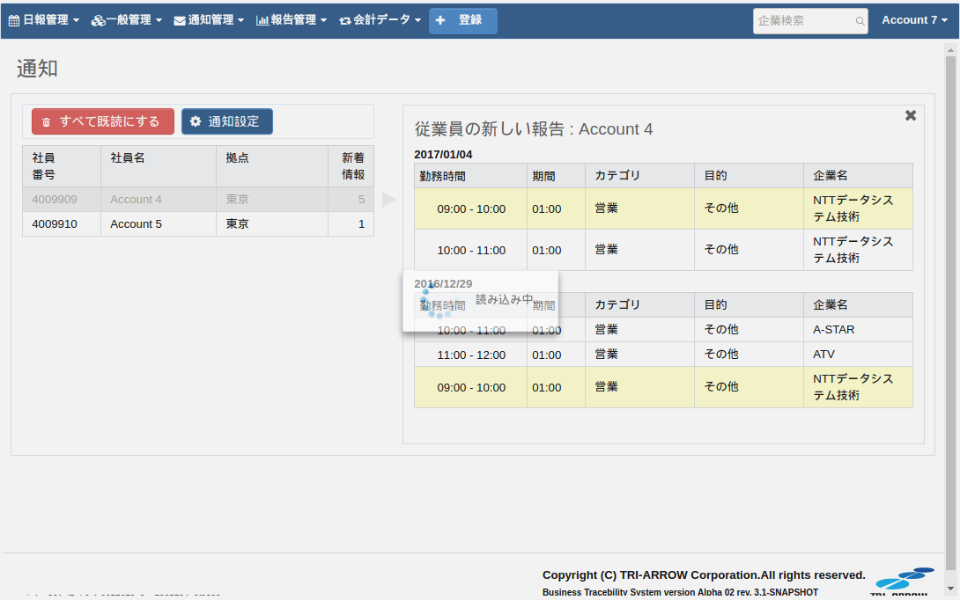 日報管理 一般管理 通知管理 報告管理 会計データ 登録 企業検索 Account 7
通知
すべて既読にする 通知設定
社員番号 社員名 拠点 新着情報
4009909 Account 4 東京 5
4009910 Account 5 東京 1
従業員の新しい報告 : Account 4
2017/01/04
勤務時間 期間 カテゴリ 目的 企業名
09:00 - 10:00 01:00 営業 その他 NTTデータシステム技術
10:00 - 11:00 01:00 営業 その他 NTTデータシステム技術
2016/12/29
読み込み中
勤務時間 期間 カテゴリ 目的 企業名
10:00 - 11:00 01:00 営業 その他 A-STAR
11:00 - 12:00 01:00 営業 その他 ATV
09:00 - 10:00 01:00 営業 その他 NTTデータシステム技術
Copyright (C) TRI-ARROW Corporation.All rights reserved.
Business Tracebility System version Alpha 02 rev. 3.1-SNAPSHOT
TRI-ARROW